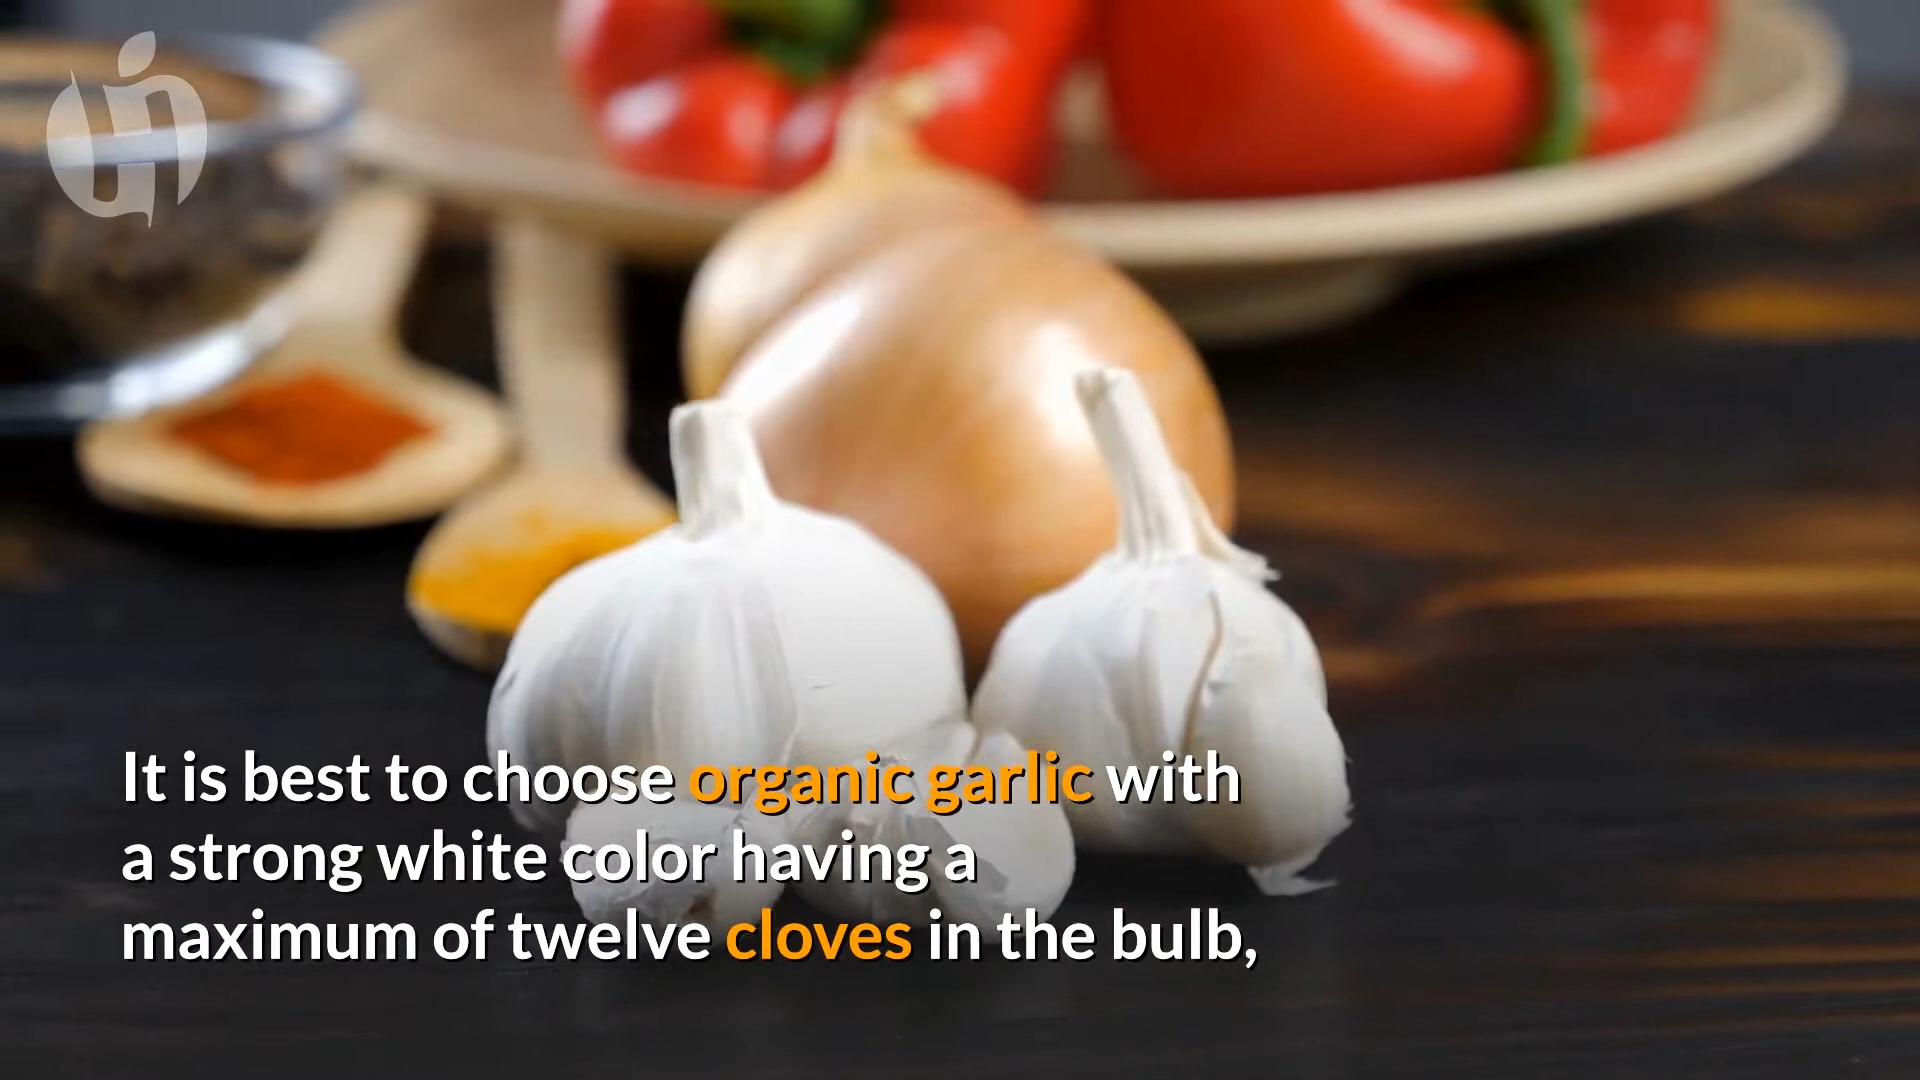 It is best to choose organic garlic with
a strong white color having a
maximum of twelve cloves in the bulb,